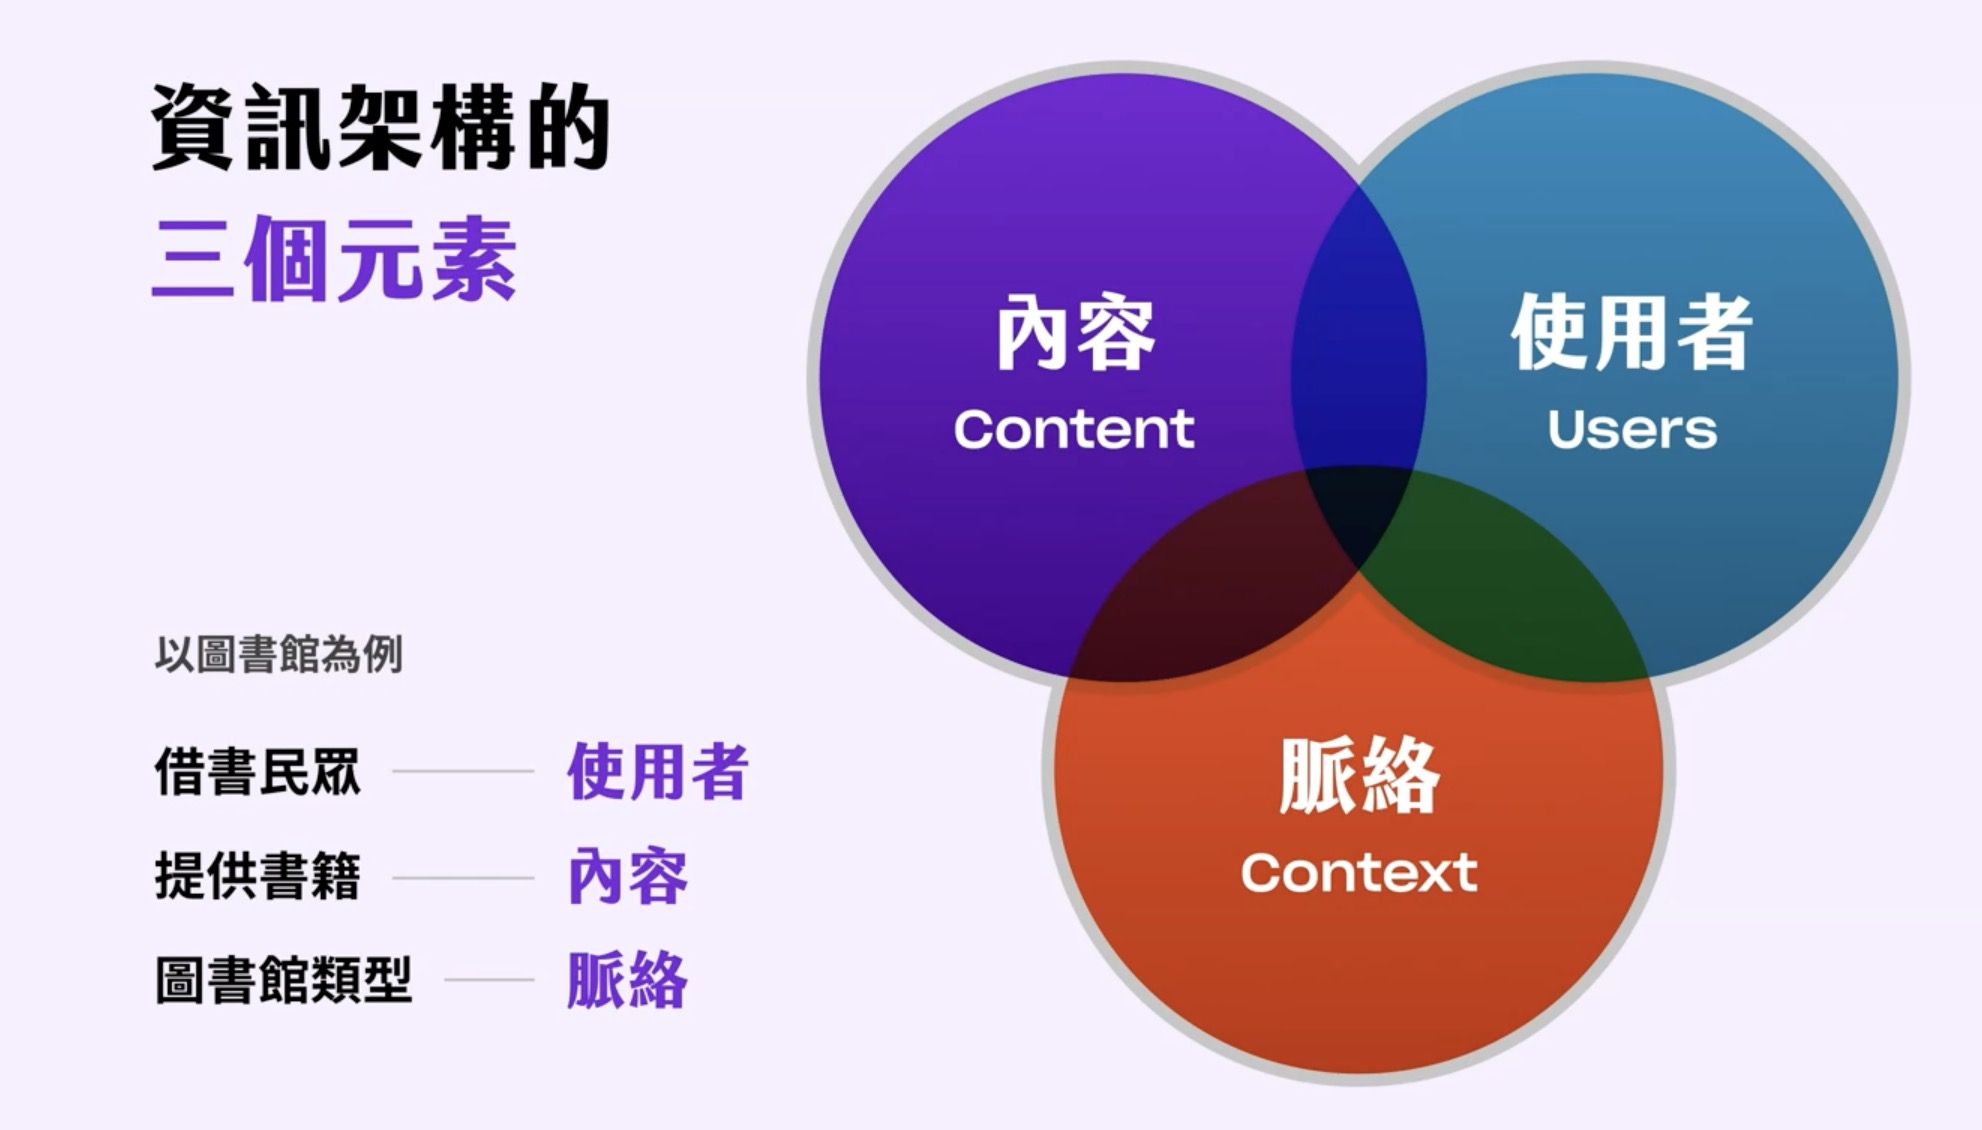 資訊架構的
三個元素
以圖書館為例
借書民眾 使用者
提供書籍 內容
圖書館類型 脈絡
內容
Content
使用者
Users
脈絡
Context